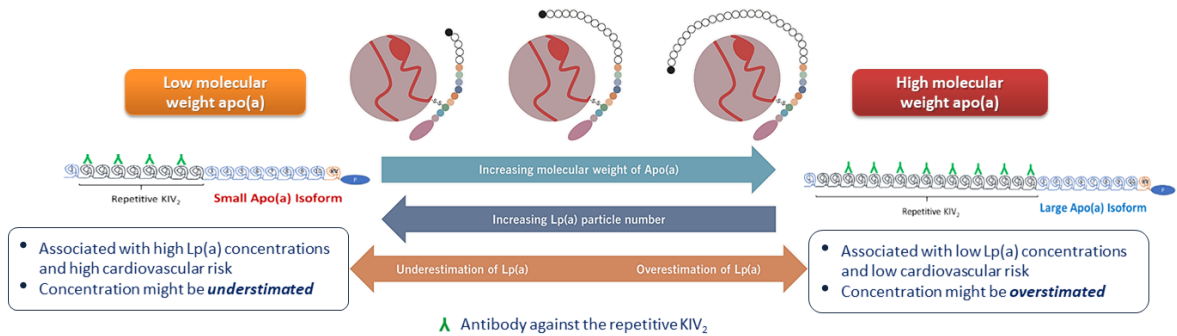 Low molecular
weight apo(a)
High molecular
weight apo(a)
Increasing molecular weight of Apo(a)
KV
P
Repetitive KIV2
Small Apo(a) Isoform
KV
P
Repetitive KIV2
Large Apo(a) Isoform
Increasing Lp(a) particle number
• Associated with high Lp(a) concentrations
and high cardiovascular risk
• Concentration might be understimated
Underestimation of Lp(a)
Overestimation of Lp(a)
• Associated with low Lp(a) concentrations
and low cardiovascular risk
• Concentration might be overstimated
Antibody against the repetitive KIV2